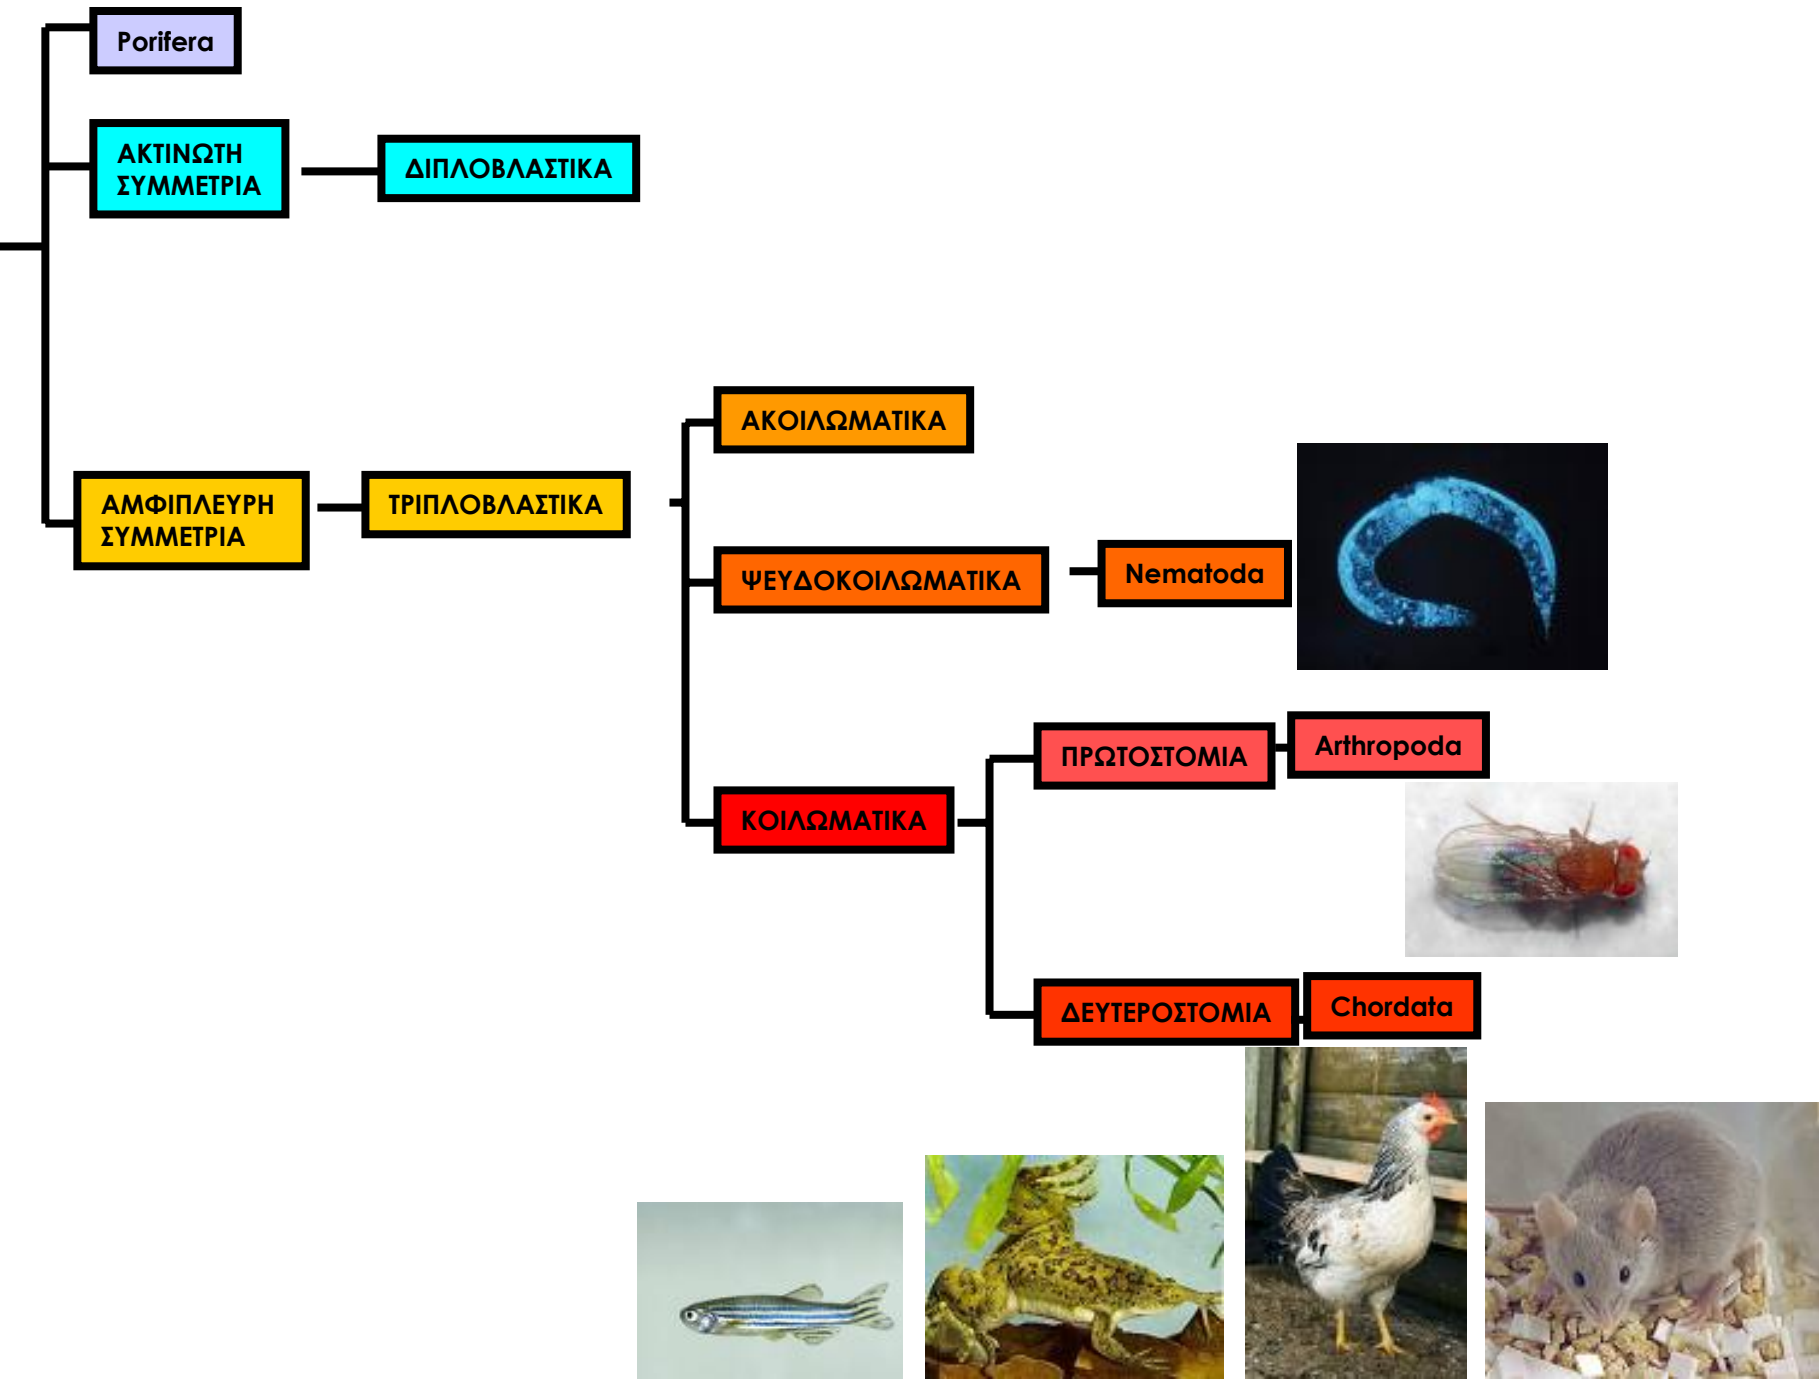 Porifera
ΑΚΤΙΝΩΤΗ
ΣΥΜΜΕΤΡΙΑ
ΔΙΠΛΟΒΛΑΣΤΙΚΑ
ΑΜΦΙΠΛΕΥΡΗ
ΣΥΜΜΕΤΡΙΑ
ΤΡΙΠΛΟΒΛΑΣΤΙΚΑ
ΑΚΟΙΛΩΜΑΤΙΚΑ
ΨΕΥΔΟΚΟΙΛΩΜΑΤΙΚΑ
Nematoda
ΚΟΙΛΩΜΑΤΙΚΑ
ΠΡΩΤΟΣΤΟΜΙΑ
Arthropoda
ΔΕΥΤΕΡΟΣΤΟΜΙΑ
Chordata